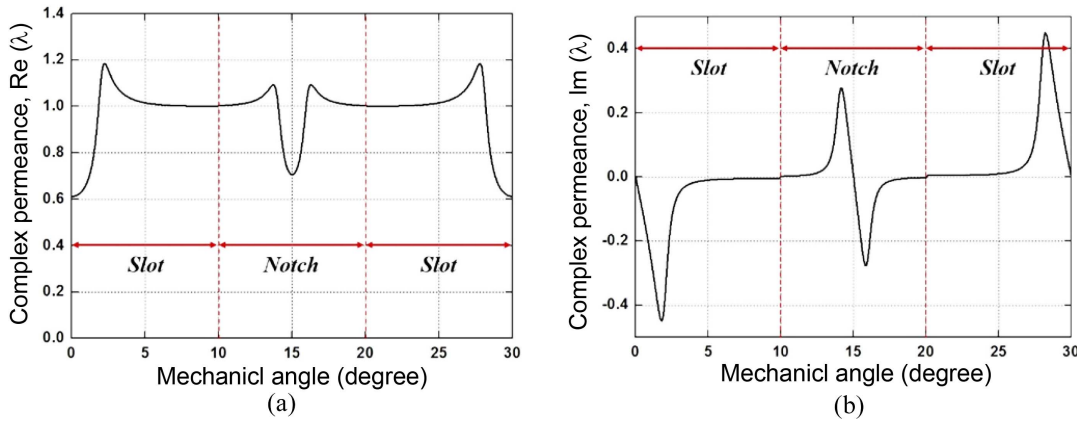 Complex permeance, Re (λ)
1.4
1.2
1.0
0.8
0.6
0.4
0.2
0.0
Slot
Notch
Slot
0
5
10
15
20
25
30
Mechanicl angle (degree)
(a)
Complex permeance, Im (λ)
0.4
0.2
0.0
-0.2
-0.4
Slot
Notch
Slot
0
5
10
15
20
25
30
Mechanicl angle (degree)
(b)